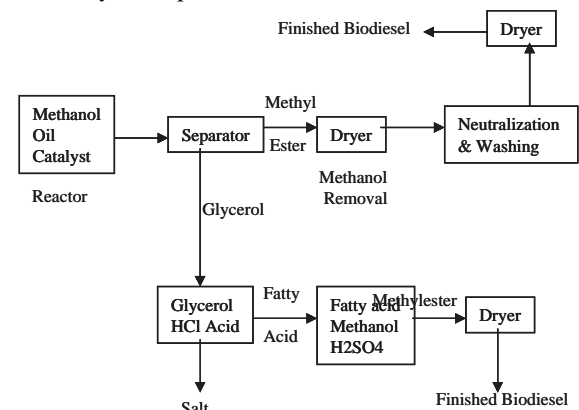 Finished Biodiesel
Dryer
Methanol
Oil
Catalyst
Reactor
Separator
Methyl
Ester
Dryer
Methanol
Removal
Neutralization
& Washing
Glycerol
Glycerol
HCl Acid
Fatty
Acid
Fatty acid
Methanol
H2SO4
Methylester
Dryer
Salt
Finished Biodiesel